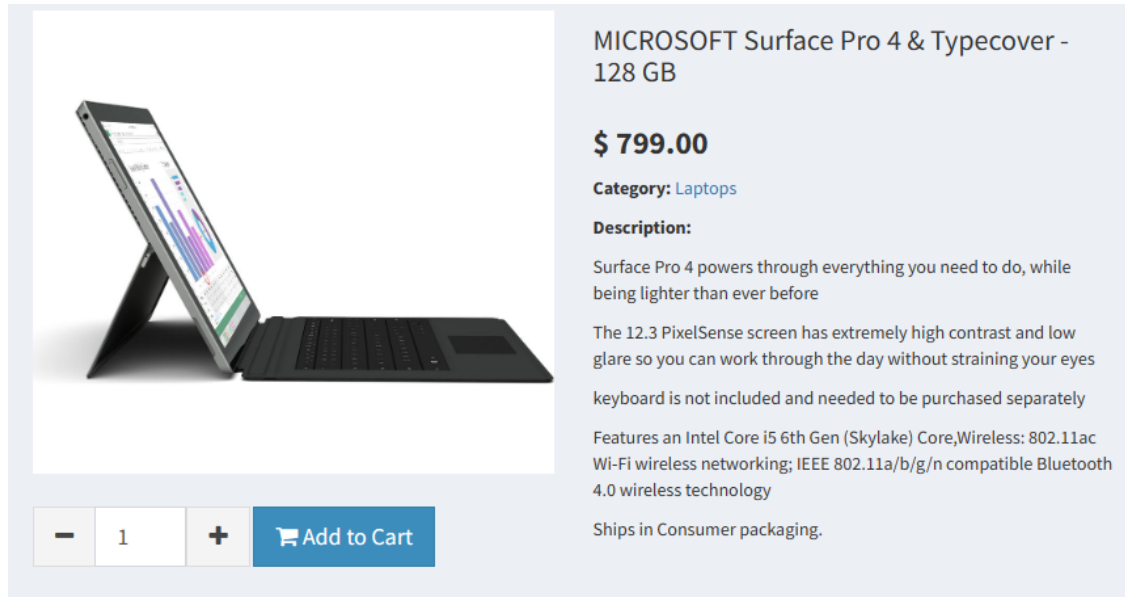 MICROSOFT Surface Pro 4 & Typecover -
128 GB
$ 799.00
Category: Laptops
Description:
Surface Pro 4 powers through everything you need to do, while
being lighter than ever before
The 12.3 PixelSense screen has extremely high contrast and low
glare so you can work through the day without straining your eyes
keyboard is not included and needed to be purchased separately
Features an Intel Core i5 6th Gen (Skylake) Core,Wireless: 802.11ac
Wi-Fi wireless networking; IEEE 802.11a/b/g/n compatible Bluetooth
4.0 wireless technology
Ships in Consumer packaging.
1
Add to Cart